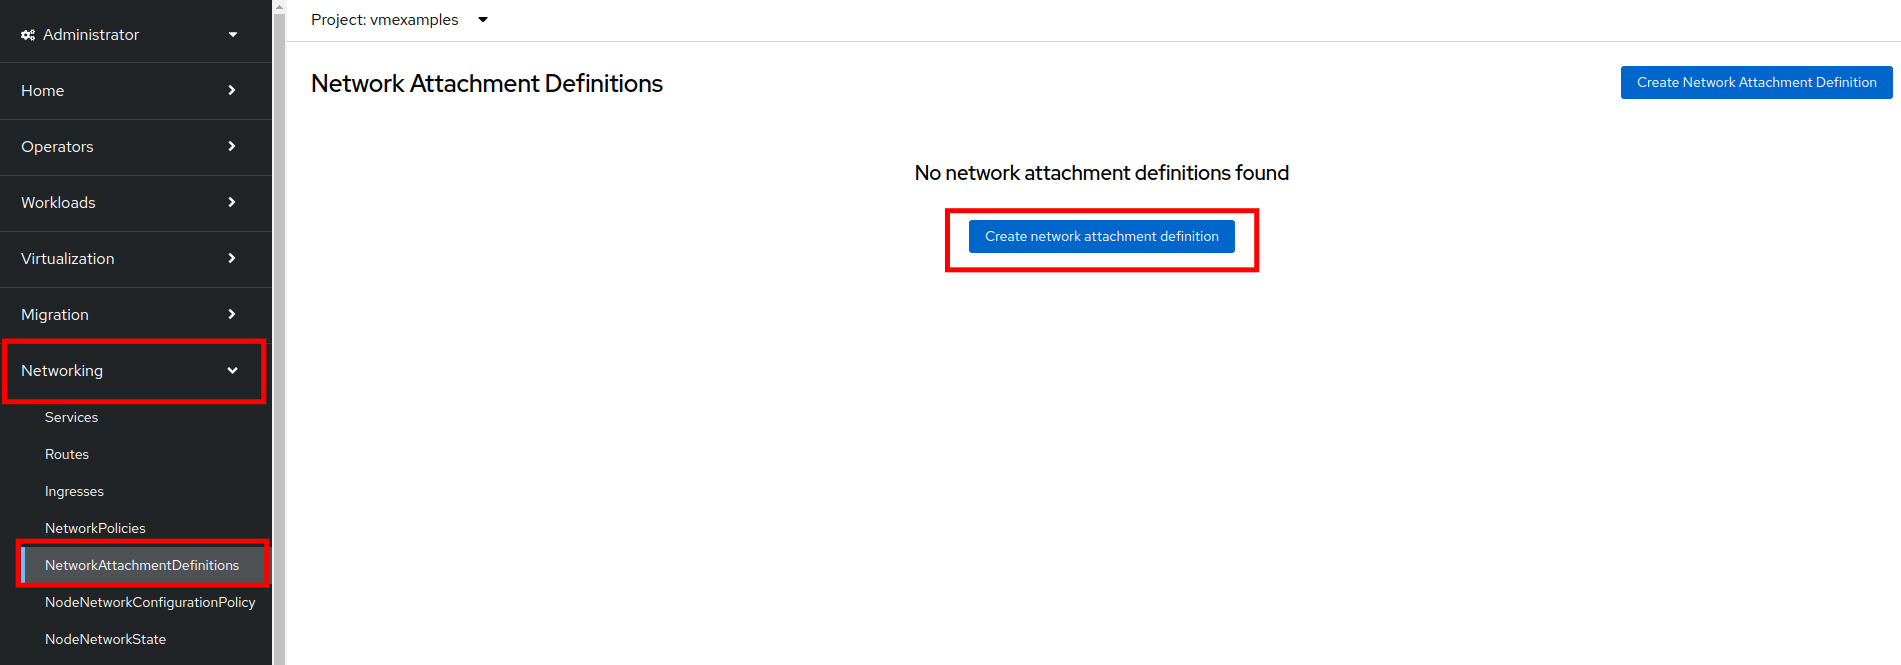 Administrator
Home
Operators
Workloads
Virtualization
Migration
Networking
Services
Routes
Ingresses
NetworkPolicies
NetworkAttachmentDefinitions
NodeNetworkConfigurationPolicy
NodeNetworkState
Project: vmexamples
Network Attachment Definitions
Create Network Attachment Definition
No network attachment definitions found
Create network attachment definition